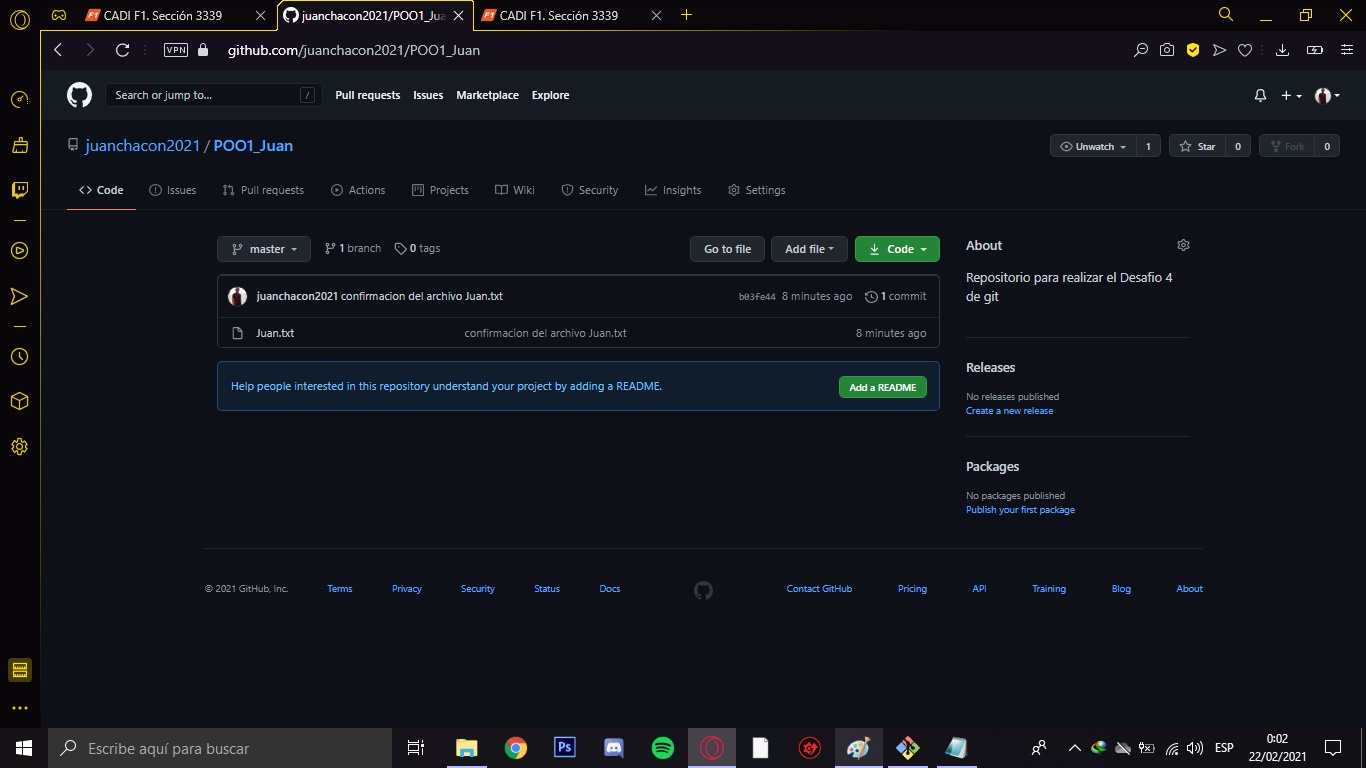 F1 CADI F1. Sección 3339
juanchacon2021/POO1_Jua
F1 CADI F1. Sección 3339
VPN
github.com/juanchacon2021/POO1_Juan
Search or jump to... /
Pull requests Issues Marketplace Explore
juanchacon2021 / POO1_Juan
Unwatch 1
Star 0
Fork 0
Code Issues Pull requests Actions Projects Wiki Security Insights Settings
master 1 branch 0 tags
Go to file Add file Code
juanchacon2021 confirmacion del archivo Juan.txt b03fe44 8 minutes ago 1 commit
Juan.txt confirmacion del archivo Juan.txt 8 minutes ago
Help people interested in this repository understand your project by adding a README. Add a README
About
Repositorio para realizar el Desafio 4
de git
Releases
No releases published
Create a new release
Packages
No packages published
Publish your first package
© 2021 GitHub, Inc. Terms Privacy Security Status Docs Contact GitHub Pricing API Training Blog About
Escribe aquí para buscar
Ps
ESP
0:02
22/02/2021